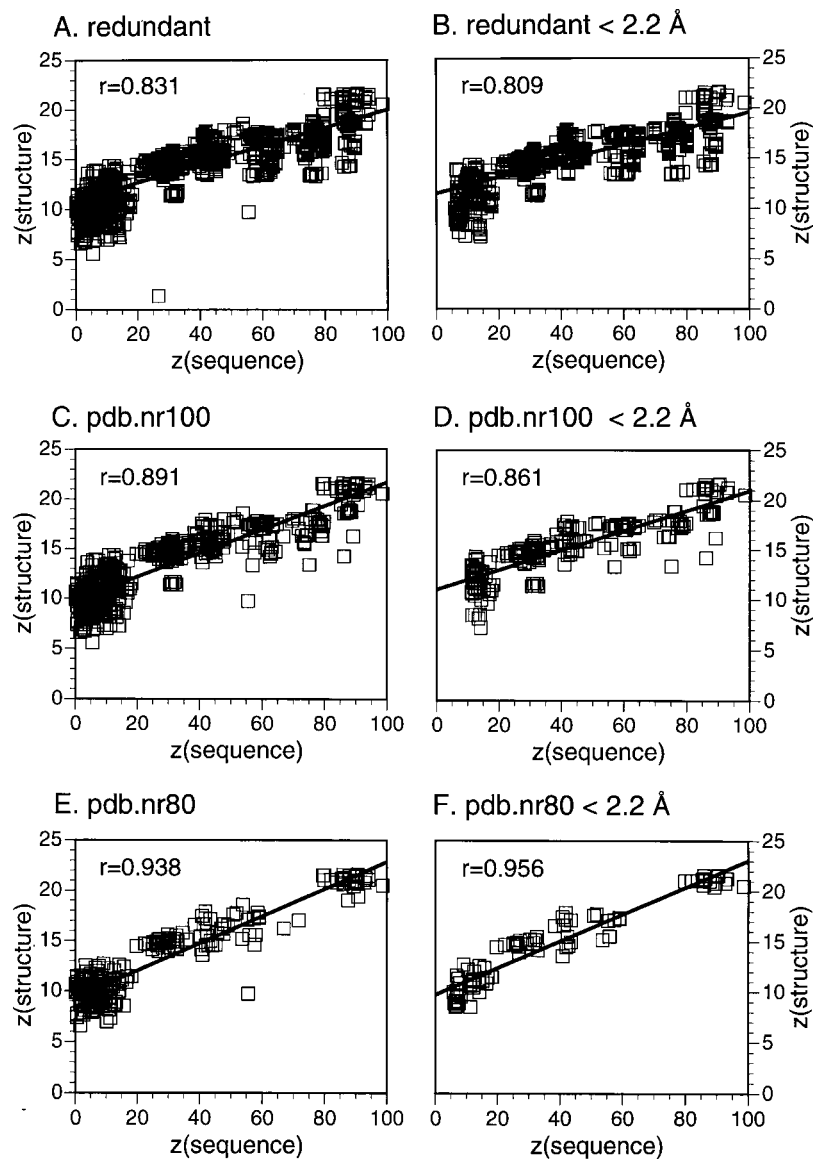 A. redundant
B. redundant < 2.2 Å
r=0.831
r=0.809
z(structure)
25
20
15
10
5
0
0 20 40 60 80 100
z(sequence)
0 20 40 60 80 100
z(sequence)
25
20
15
10
5
0
z(structure)
C. pdb.nr100
D. pdb.nr100 < 2.2 Å
r=0.891
r=0.861
z(structure)
25
20
15
10
5
0
0 20 40 60 80 100
z(sequence)
0 20 40 60 80 100
z(sequence)
25
20
15
10
5
0
z(structure)
E. pdb.nr80
F. pdb.nr80 < 2.2 Å
r=0.938
r=0.956
z(structure)
25
20
15
10
5
0
0 20 40 60 80 100
z(sequence)
0 20 40 60 80 100
z(sequence)
25
20
15
10
5
0
z(structure)